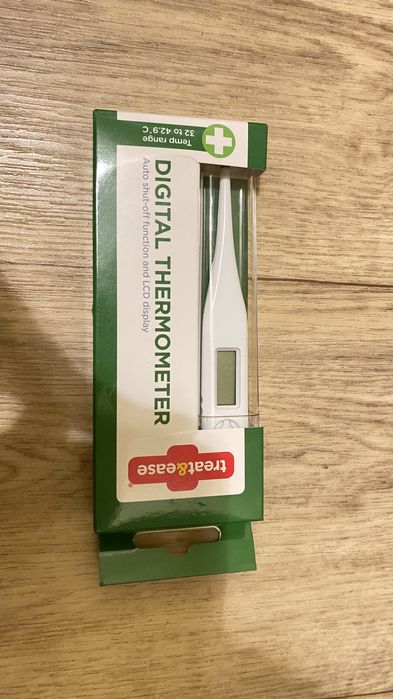 treat&ease
DIGITAL THERMOMETER
Auto shut-off function and LCD display
Temp range
32 to 42.9°C